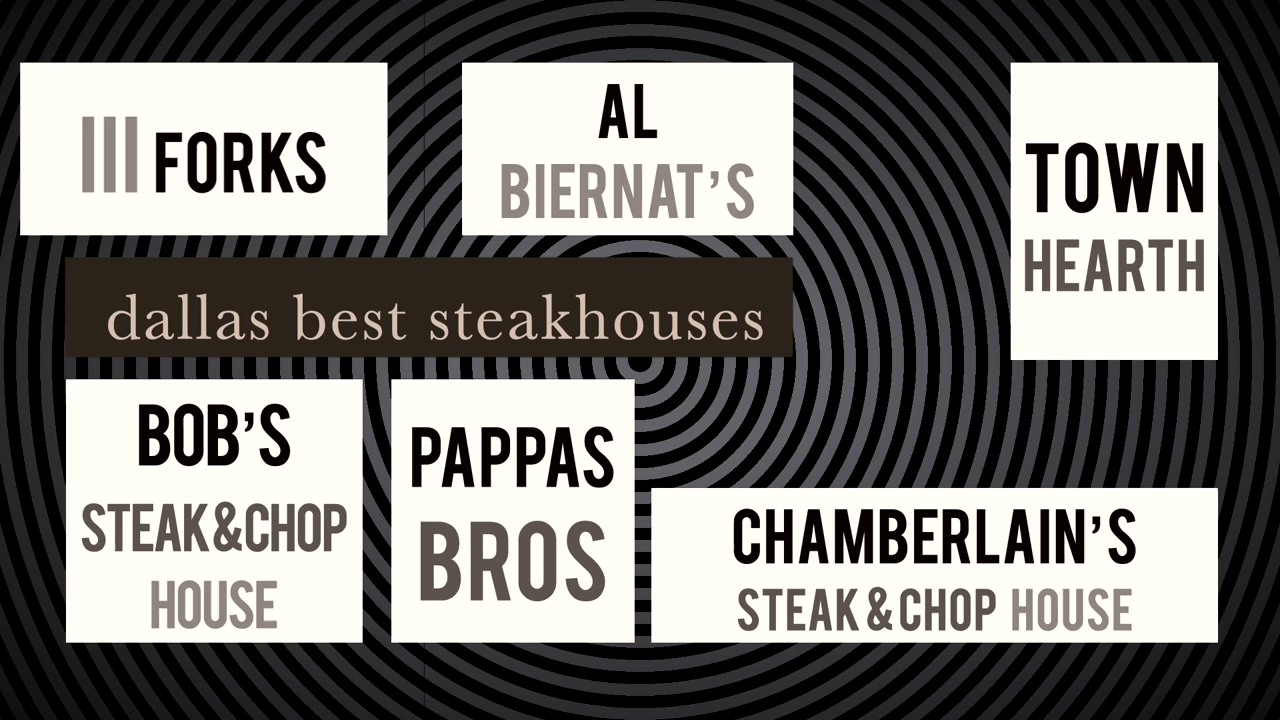 III FORKS
AL
BIERNAT'S
TOWN
HEARTH
dallas best steakhouses
BOB'S
STEAK&CHOP
HOUSE
PAPPAS
BROS
CHAMBERLAIN'S
STEAK & CHOP HOUSE